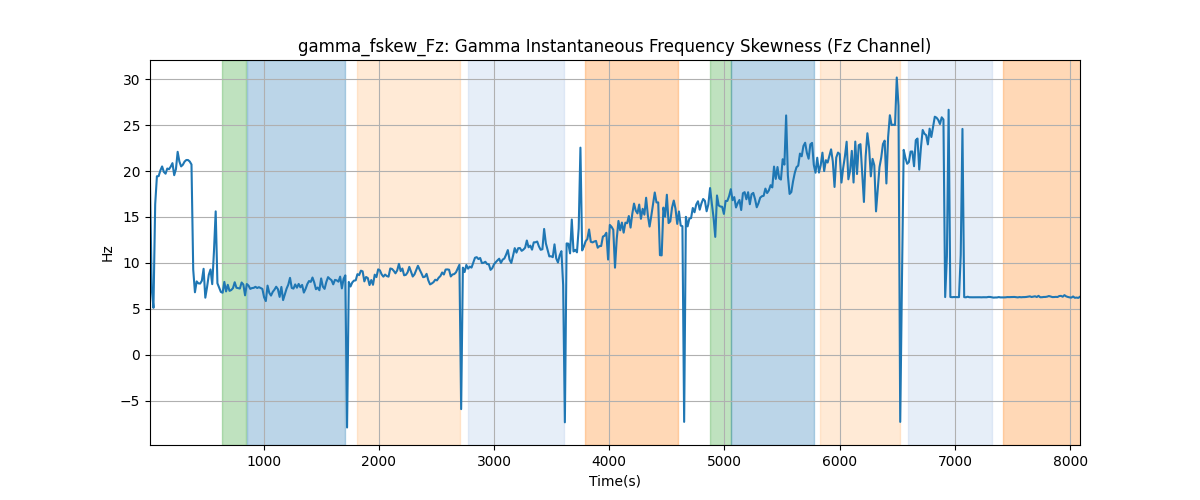 gamma_fskew_Fz: Gamma Instantaneous Frequency Skewness (Fz Channel)
30
25
20
15
10
5
0
−5
Hz
1000 2000 3000 4000 5000 6000 7000 8000
Time(s)